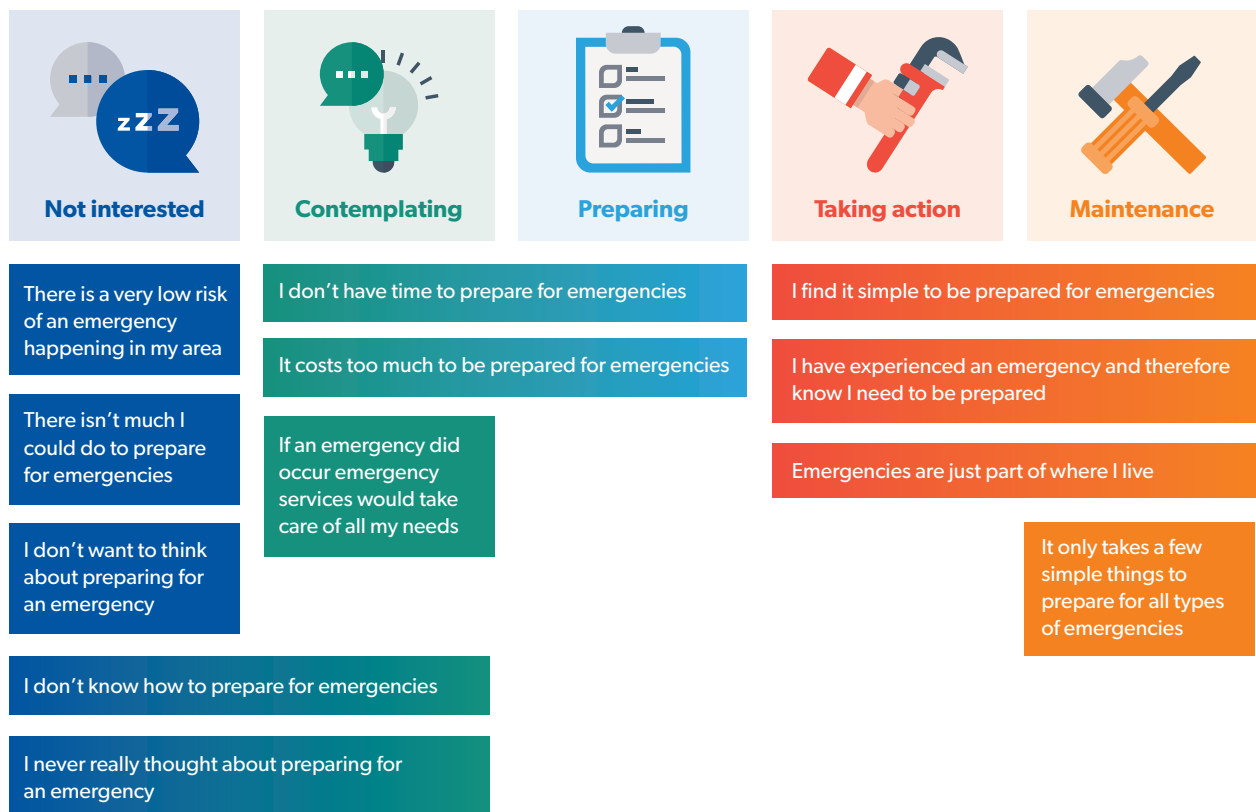 zzZ
Not interested
Contemplating
Preparing
Taking action
Maintenance
There is a very low risk
of an emergency
happening in my area
There isn’t much I
could do to prepare
for emergencies
I don’t want to think
about preparing for
an emergency
I don’t know how to prepare for emergencies
I never really thought about preparing for
an emergency
I don’t have time to prepare for emergencies
It costs too much to be prepared for emergencies
If an emergency did
occur emergency
services would take
care of all my needs
I find it simple to be prepared for emergencies
I have experienced an emergency and therefore
know I need to be prepared
Emergencies are just part of where I live
It only takes a few
simple things to
prepare for all types
of emergencies